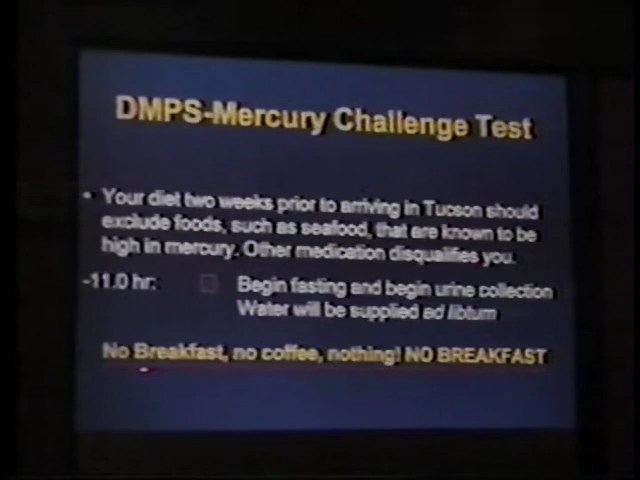 DMPS-Mercury Challenge Test
• Your diet two weeks prior to arriving in Tucson should
exclude foods, such as seafood, that are known to be
high in mercury. Other medication disqualifies you.
-11.0 hr: □ Begin fasting and begin urine collection
Water will be supplied ad libtum
No Breakfast, no coffee, nothing! NO BREAKFAST